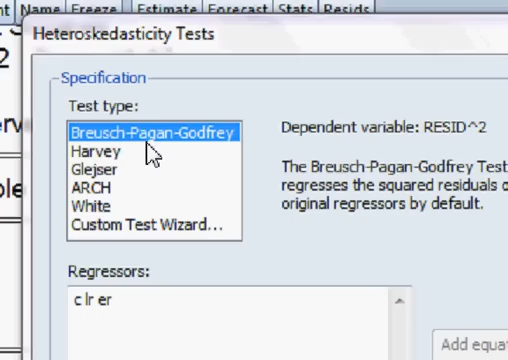 Name Freeze Estimate Forecast Stats Resids
Heteroskedasticity Tests
2
Specification
Test type:
Breusch-Pagan-Godfrey
Harvey
Glejser
ARCH
White
Custom Test Wizard...
Dependent variable: RESID^2
The Breusch-Pagan-Godfrey Test
regresses the squared residuals
original regressors by default.
Regressors:
c lr er
Add